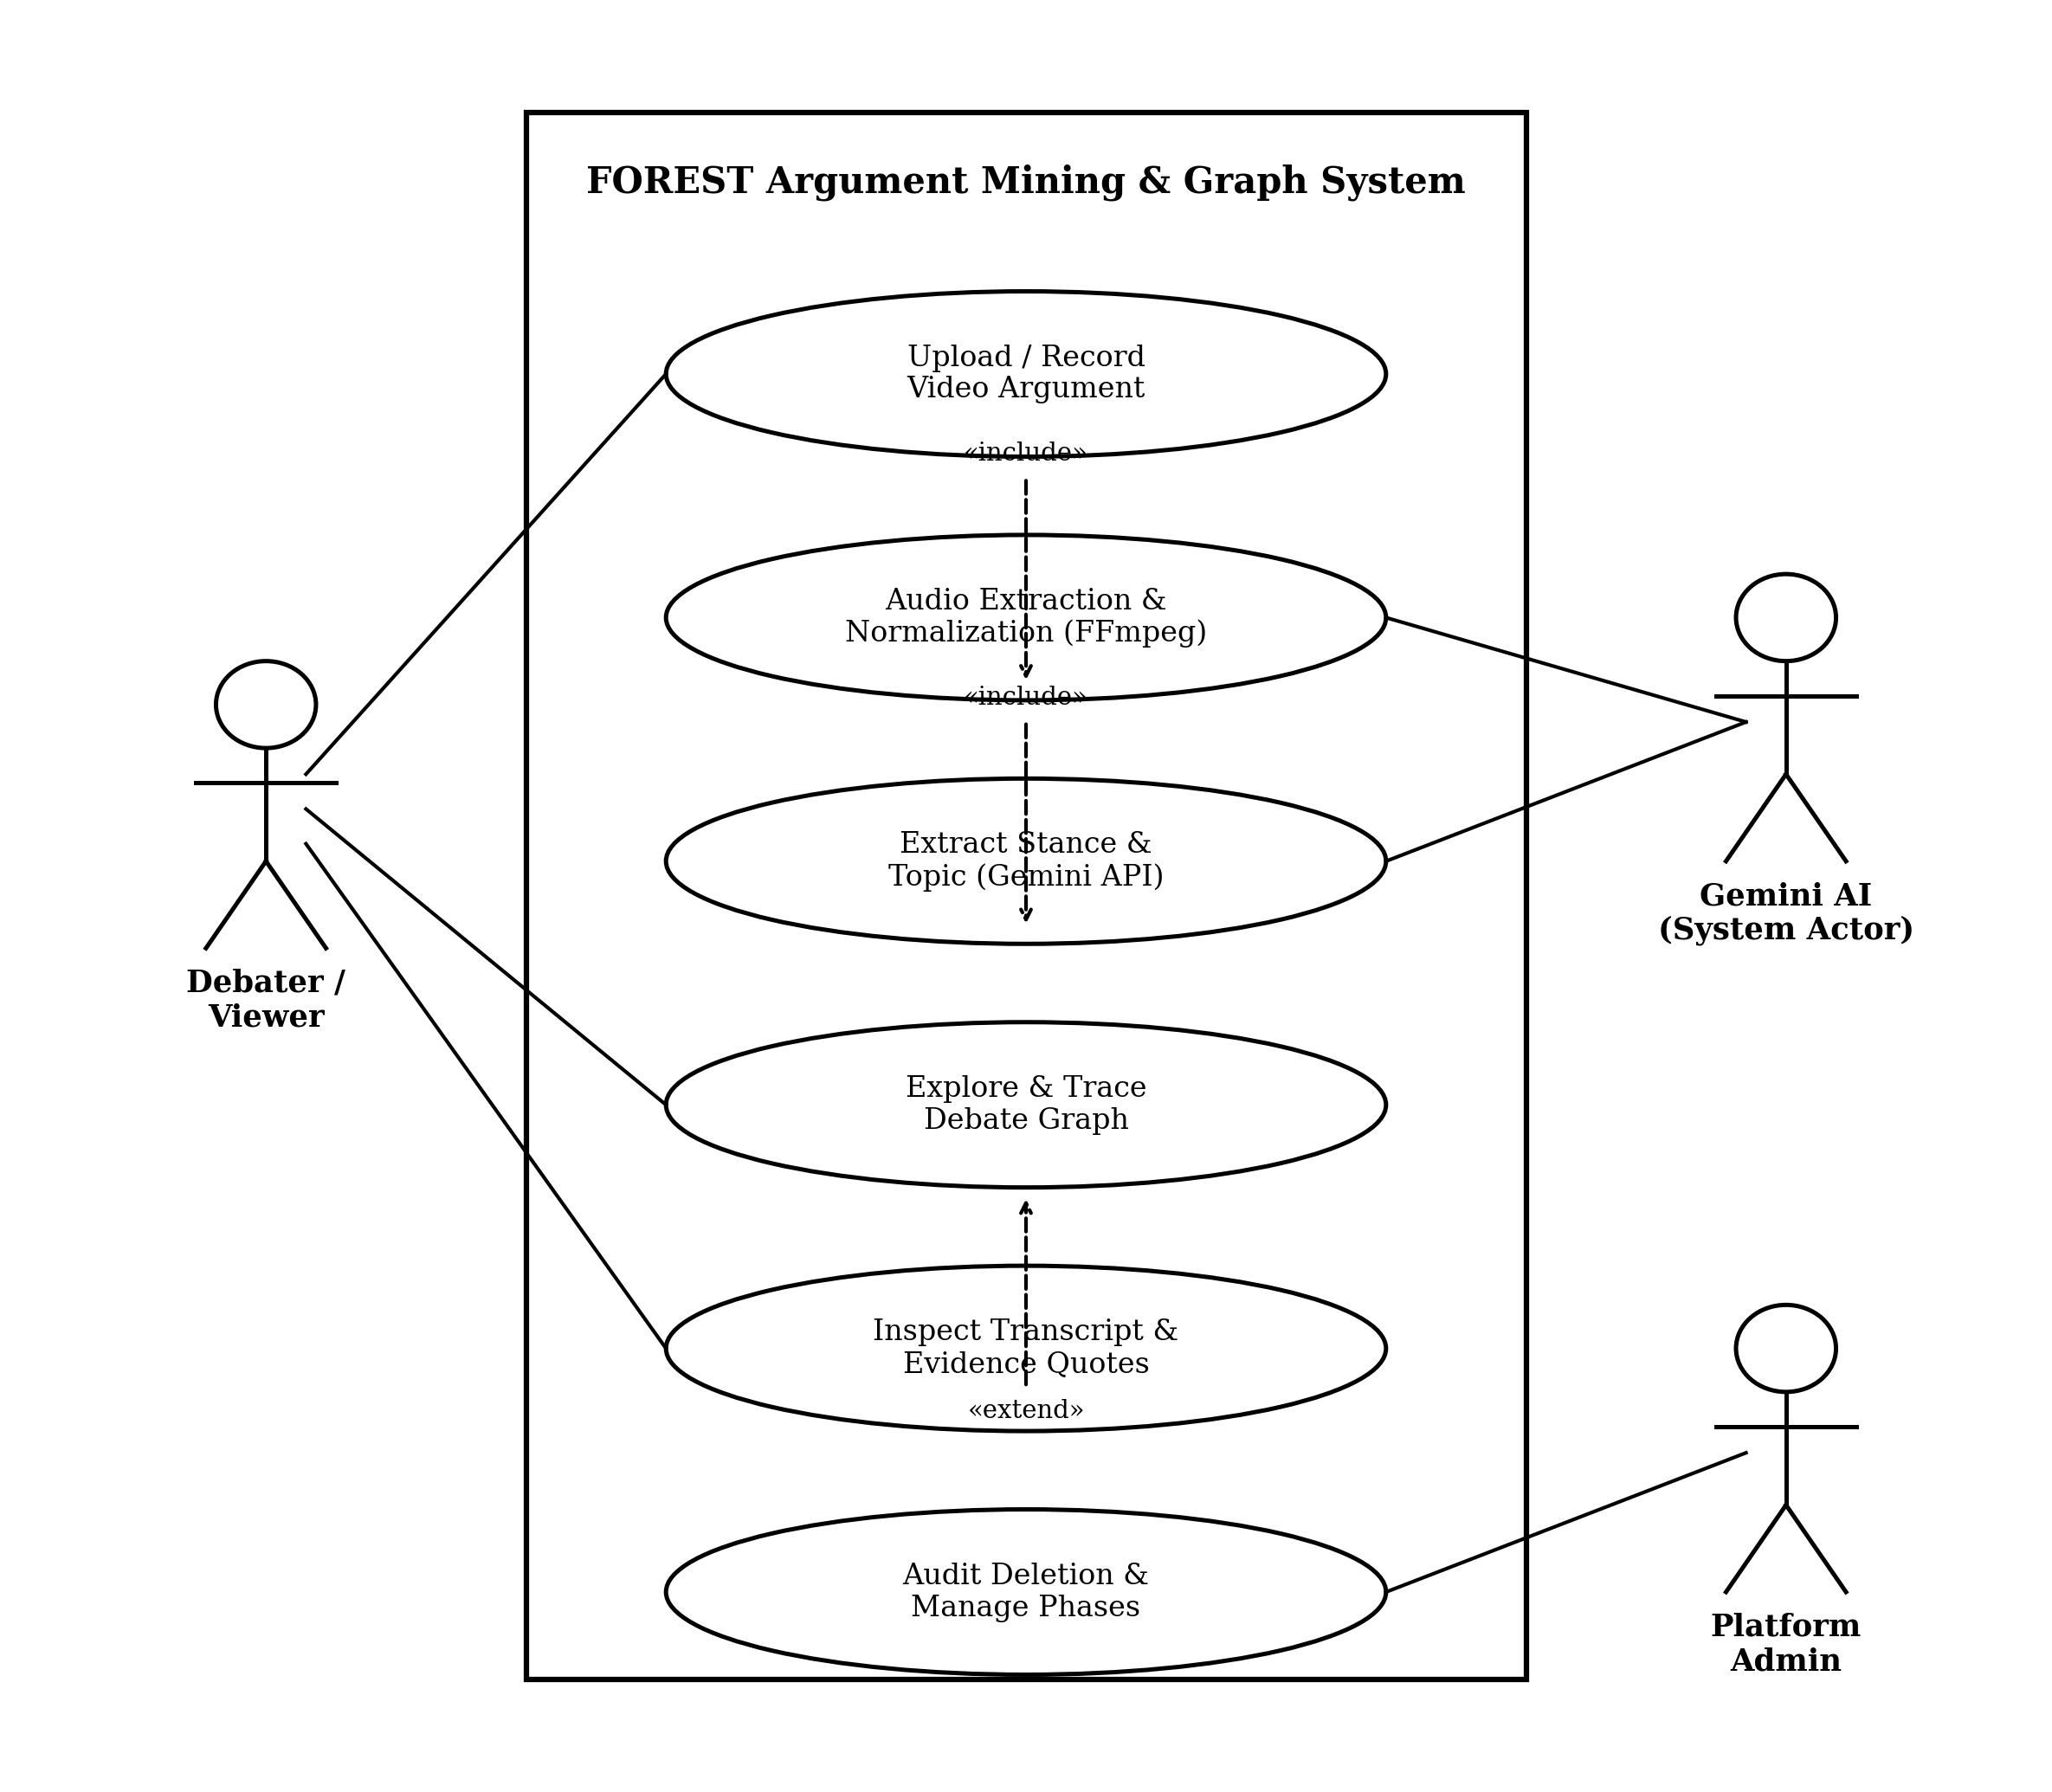 FOREST Argument Mining & Graph System
Upload / Record
Video Argument
«include»
Audio Extraction &
Normalization (FFmpeg)
«include»
Extract Stance &
Topic (Gemini API)
Gemini AI
(System Actor)
Debater /
Viewer
Explore & Trace
Debate Graph
Inspect Transcript &
Evidence Quotes
«extend»
Audit Deletion &
Manage Phases
Platform
Admin